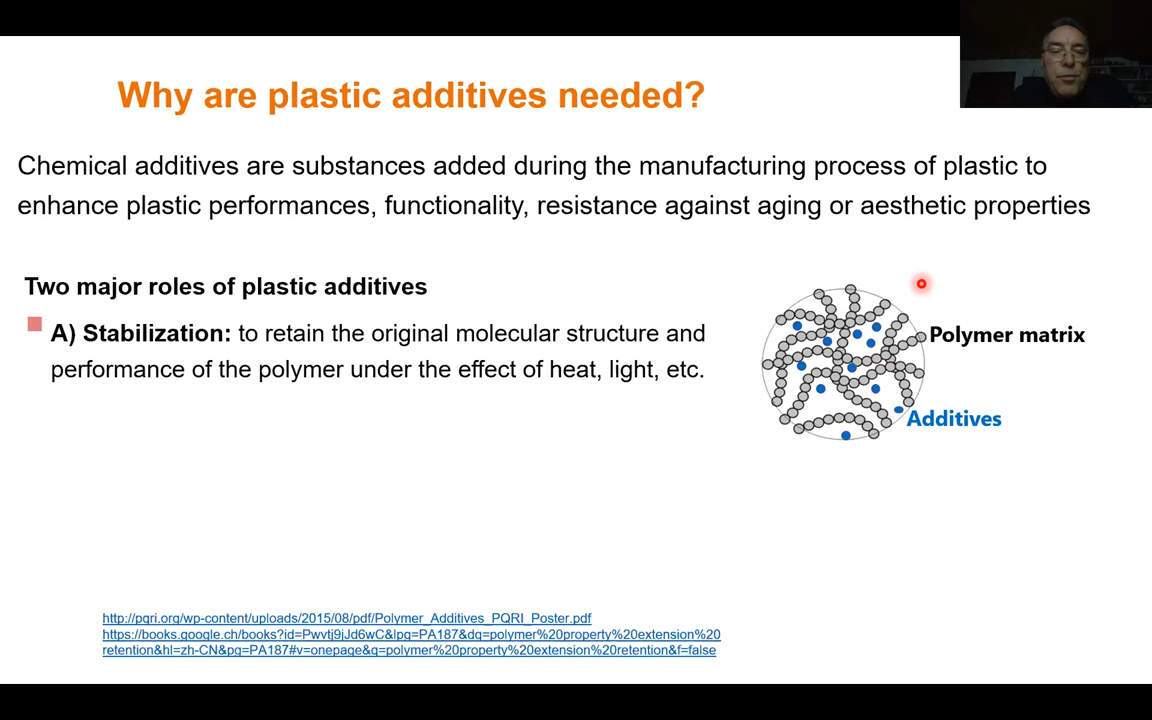 Why are plastic additives needed?
Chemical additives are substances added during the manufacturing process of plastic to
enhance plastic performances, functionality, resistance against aging or aesthetic properties
Two major roles of plastic additives
A) Stabilization: to retain the original molecular structure and
performance of the polymer under the effect of heat, light, etc.
Polymer matrix
Additives
http://pqri.org/wp-content/uploads/2015/08/pdf/Polymer_Additives_PQRI_Poster.pdf
https://books.google.ch/books?id=Pwvtj9jJd6wC&lpg=PA187&dq=polymer%20property%20extension%20
retention&hl=zh-CN&pg=PA187#v=onepage&q=polymer%20property%20extension%20retention&f=false